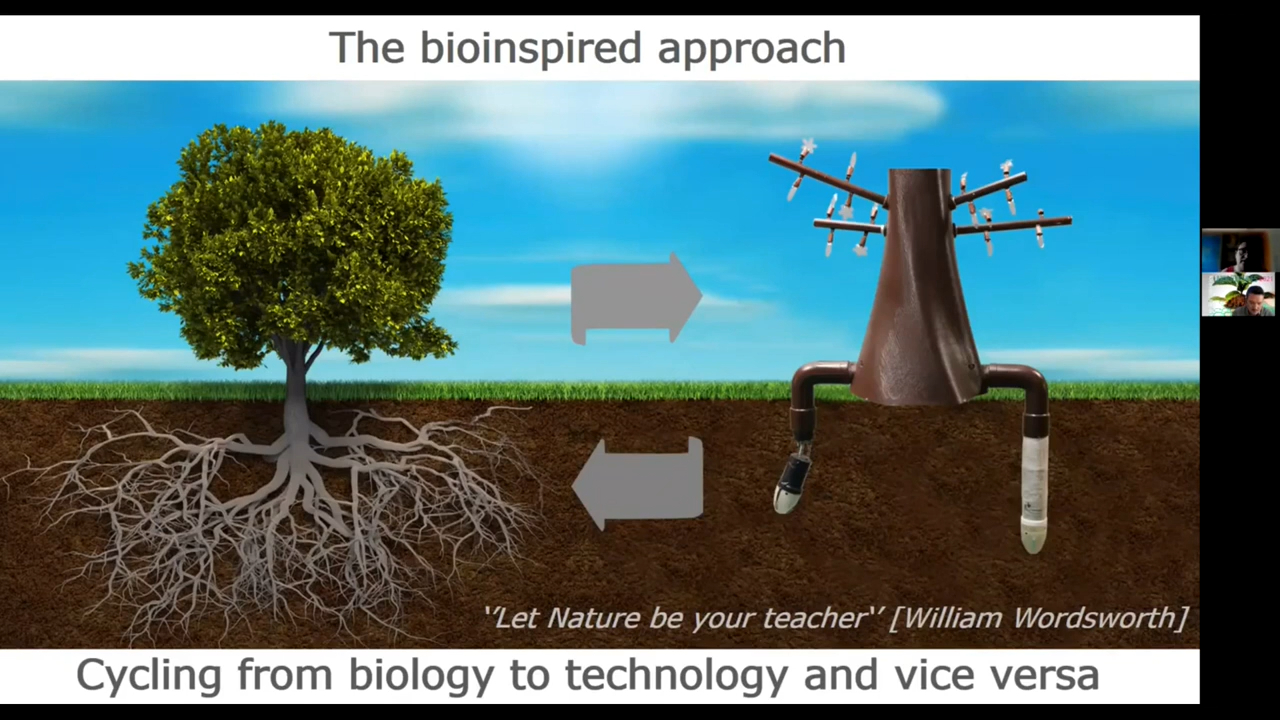 The bioinspired approach
‘’Let Nature be your teacher‘’ [William Wordsworth]
Cycling from biology to technology and vice versa